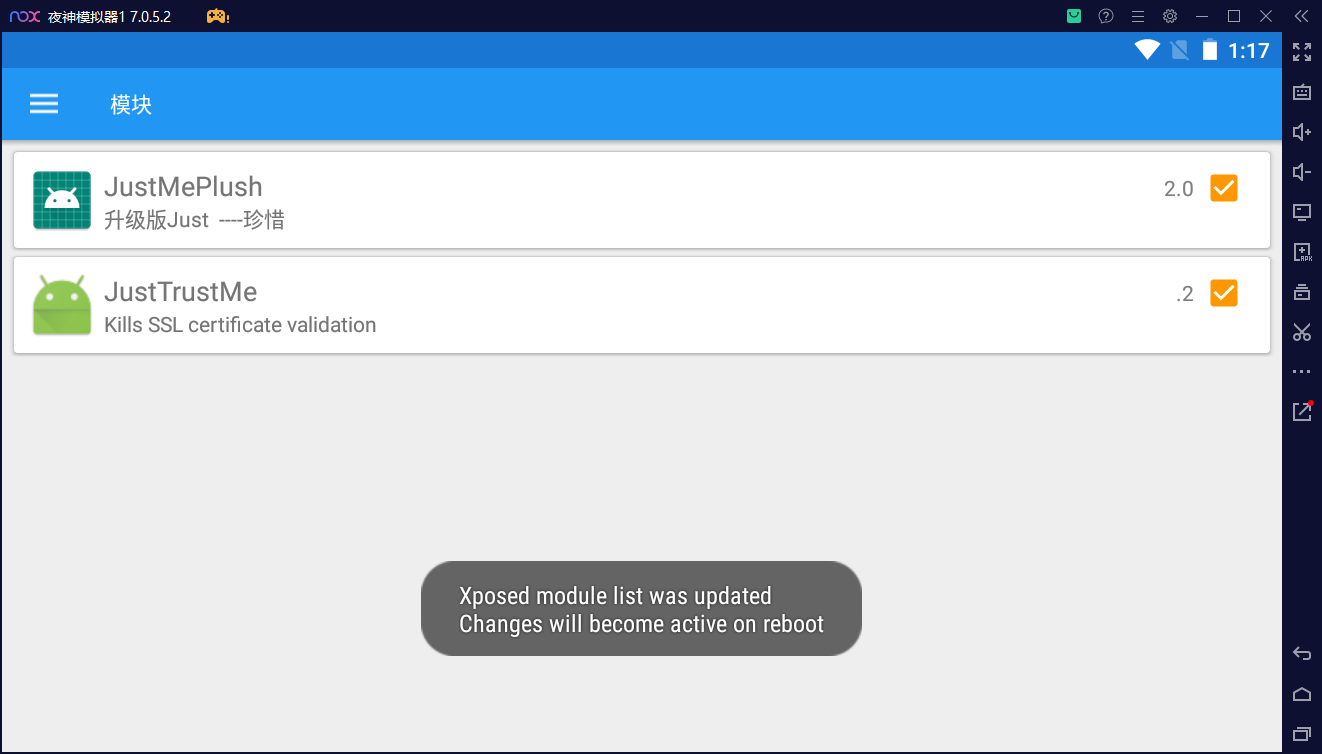 nox 夜神模拟器1 7.0.5.2
1:17
模块
JustMePlush
2.0
升级版Just ----珍惜
JustTrustMe
.2
Kills SSL certificate validation
Xposed module list was updated
Changes will become active on reboot
APK